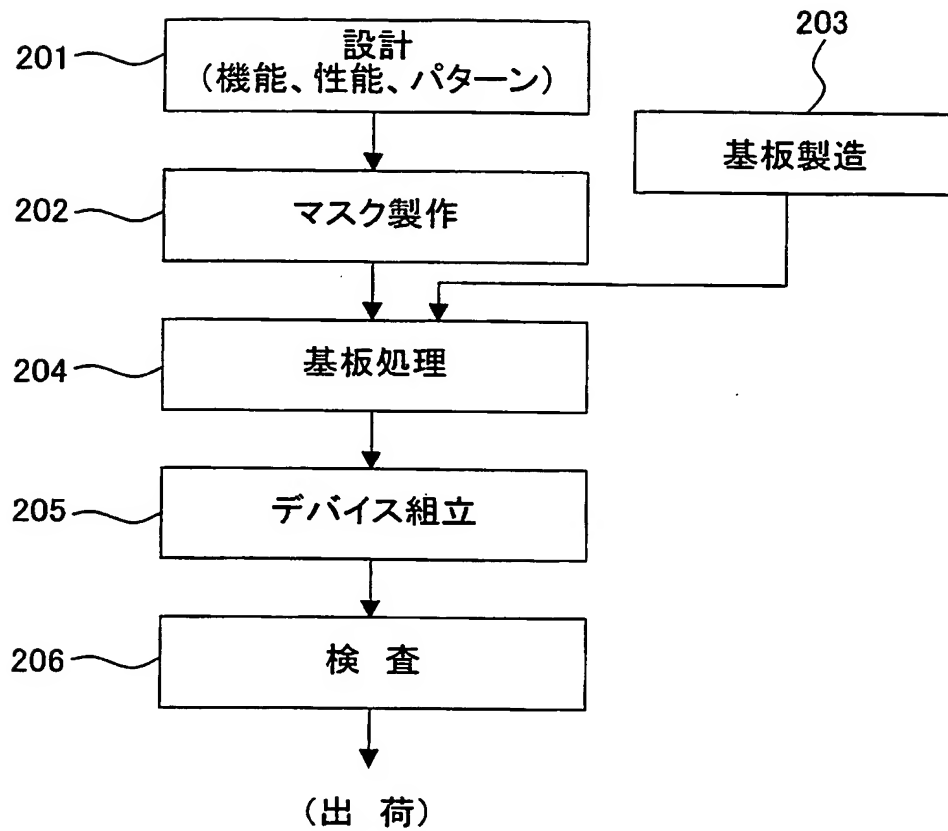 201
設計
(機能、性能、パターン)
203
基板製造
202
マスク製作
204
基板処理
205
デバイス組立
206
検 査
(出 荷)